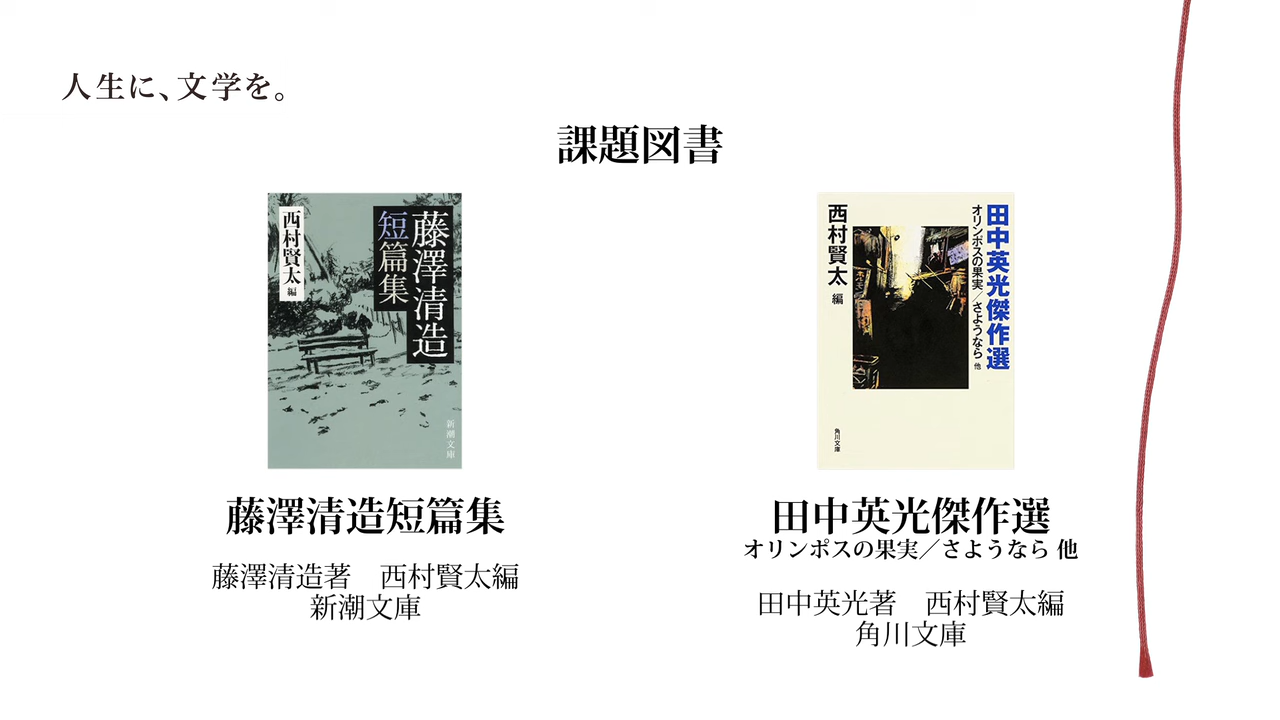 人生に、文学を。
課題図書
藤澤清造
短篇集
西村賢太 編
新潮文庫
田中英光傑作選
オリンポスの果実／さようなら 他
西村賢太 編
角川文庫
藤澤清造短篇集
藤澤清造著　西村賢太編
新潮文庫
田中英光傑作選
オリンポスの果実／さようなら 他
田中英光著　西村賢太編
角川文庫